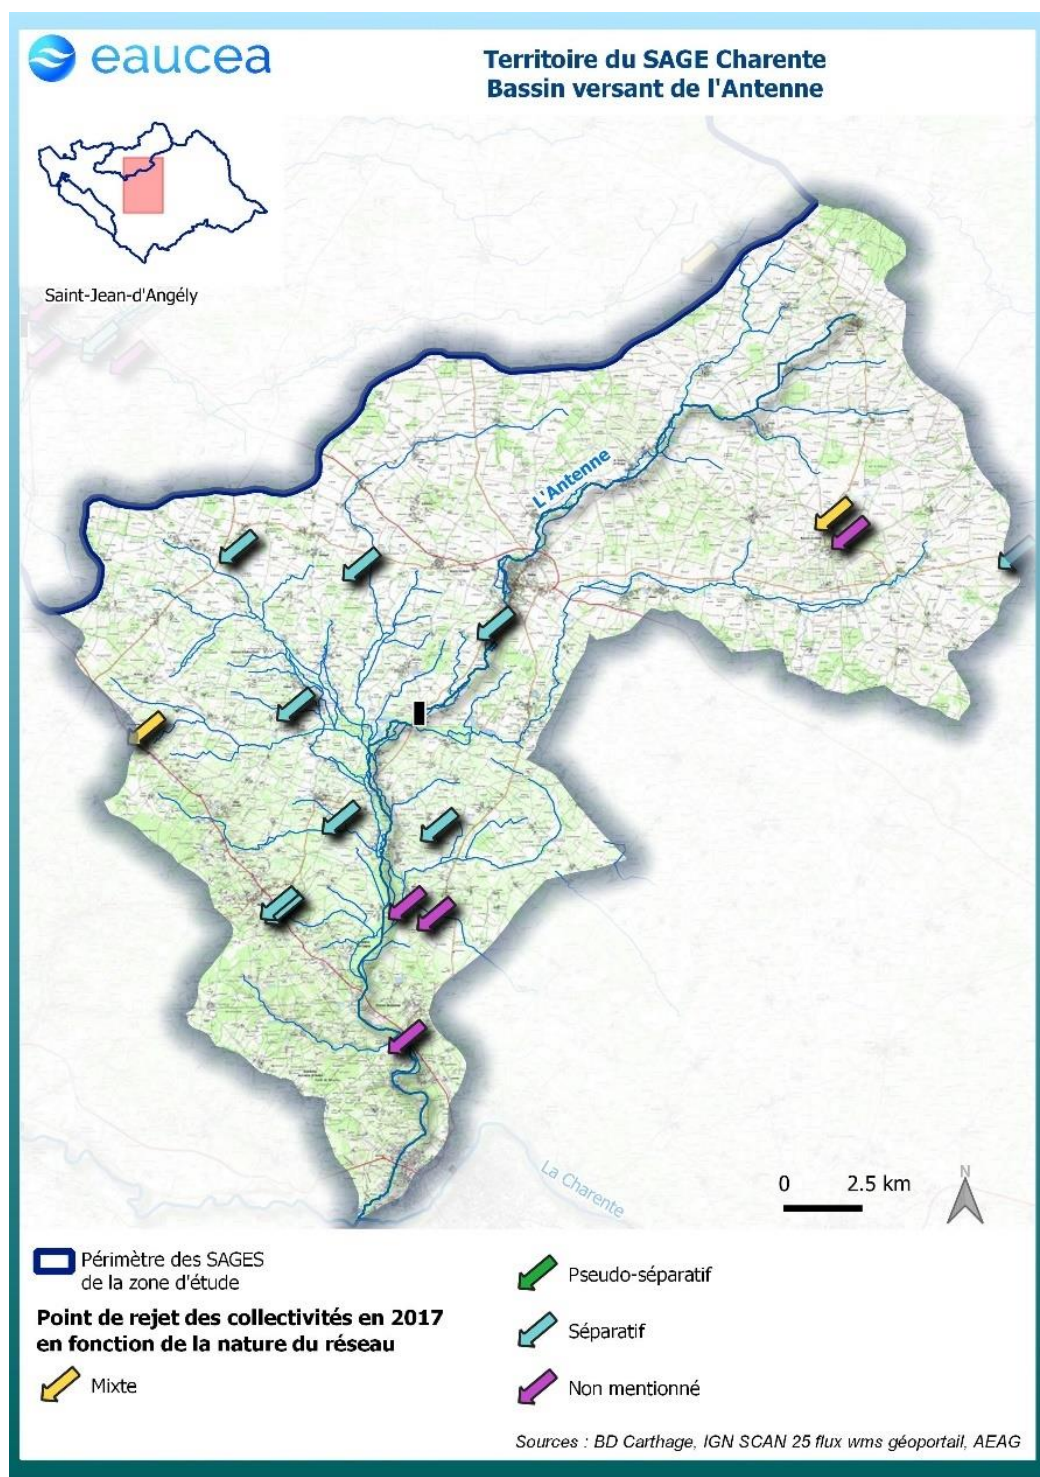 eaucea
Territoire du SAGE Charente
Bassin versant de l'Antenne
Saint-Jean-d'Angély
L'Antenne
La Charente
0 2.5 km
N
Périmètre des SAGES
de la zone d'étude
Point de rejet des collectivités en 2017
en fonction de la nature du réseau
Mixte
Pseudo-séparatif
Séparatif
Non mentionné
Sources : BD Carthage, IGN SCAN 25 flux wms géoportail, AEAG